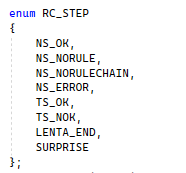 enum RC_STEP
{
NS_OK,
NS_NORULE,
NS_NORULECHAIN,
NS_ERROR,
TS_OK,
TS_NOK,
LENTA_END,
SURPRISE
};